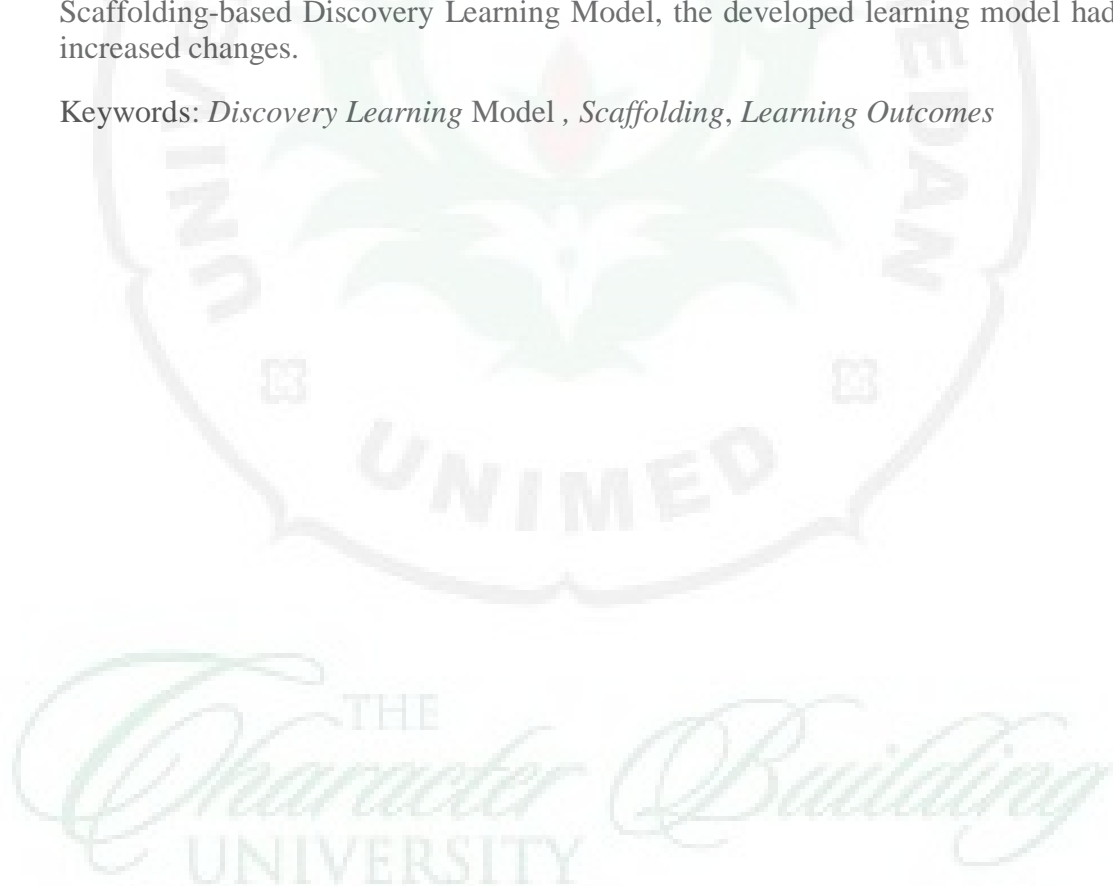 Scaffolding-based Discovery Learning Model, the developed learning model had
increased changes.
Keywords: Discovery Learning Model , Scaffolding, Learning Outcomes
UNIMED
THE
Character Building
UNIVERSITY